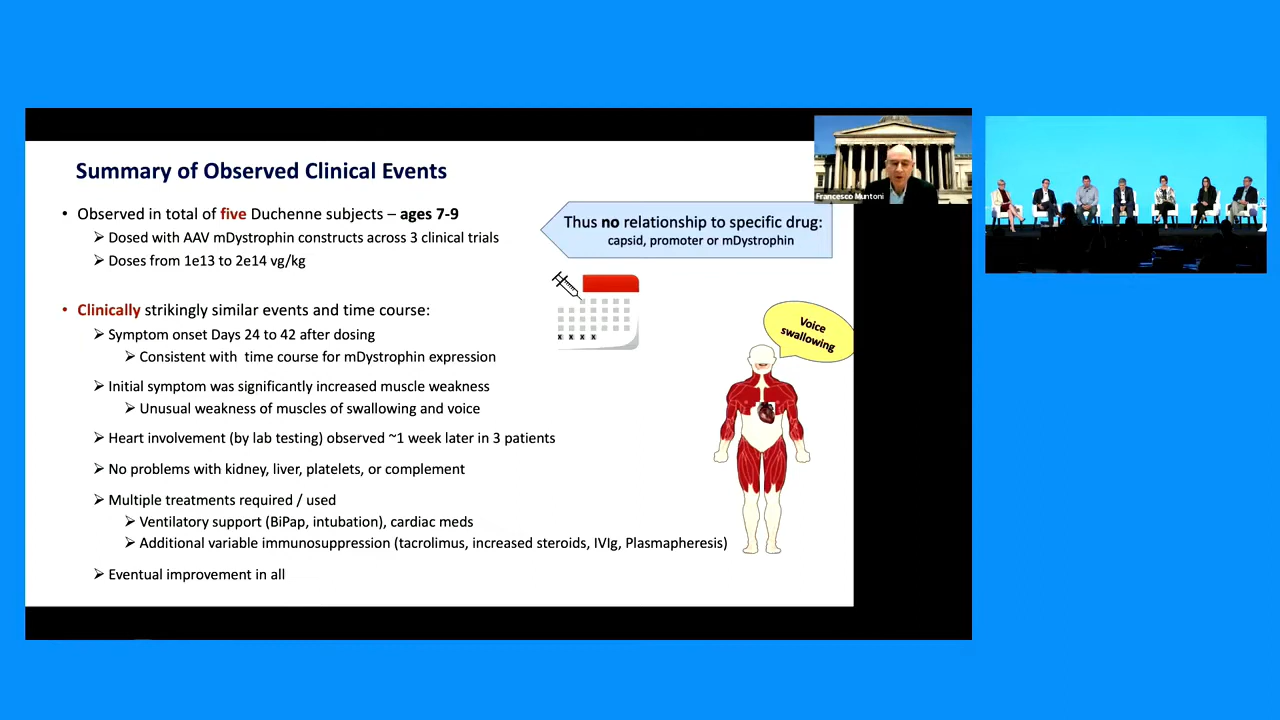 Summary of Observed Clinical Events
• Observed in total of five Duchenne subjects – ages 7-9
➢ Dosed with AAV mDystrophin constructs across 3 clinical trials
➢ Doses from 1e13 to 2e14 vg/kg
Thus no relationship to specific drug:
capsid, promoter or mDystrophin
Francesco Muntoni
• Clinically strikingly similar events and time course:
➢ Symptom onset Days 24 to 42 after dosing
➢ Consistent with time course for mDystrophin expression
➢ Initial symptom was significantly increased muscle weakness
➢ Unusual weakness of muscles of swallowing and voice
➢ Heart involvement (by lab testing) observed ~1 week later in 3 patients
➢ No problems with kidney, liver, platelets, or complement
➢ Multiple treatments required / used
➢ Ventilatory support (BiPap, intubation), cardiac meds
➢ Additional variable immunosuppression (tacrolimus, increased steroids, IVIg, Plasmapheresis)
➢ Eventual improvement in all
x x x x
Voice
swallowing